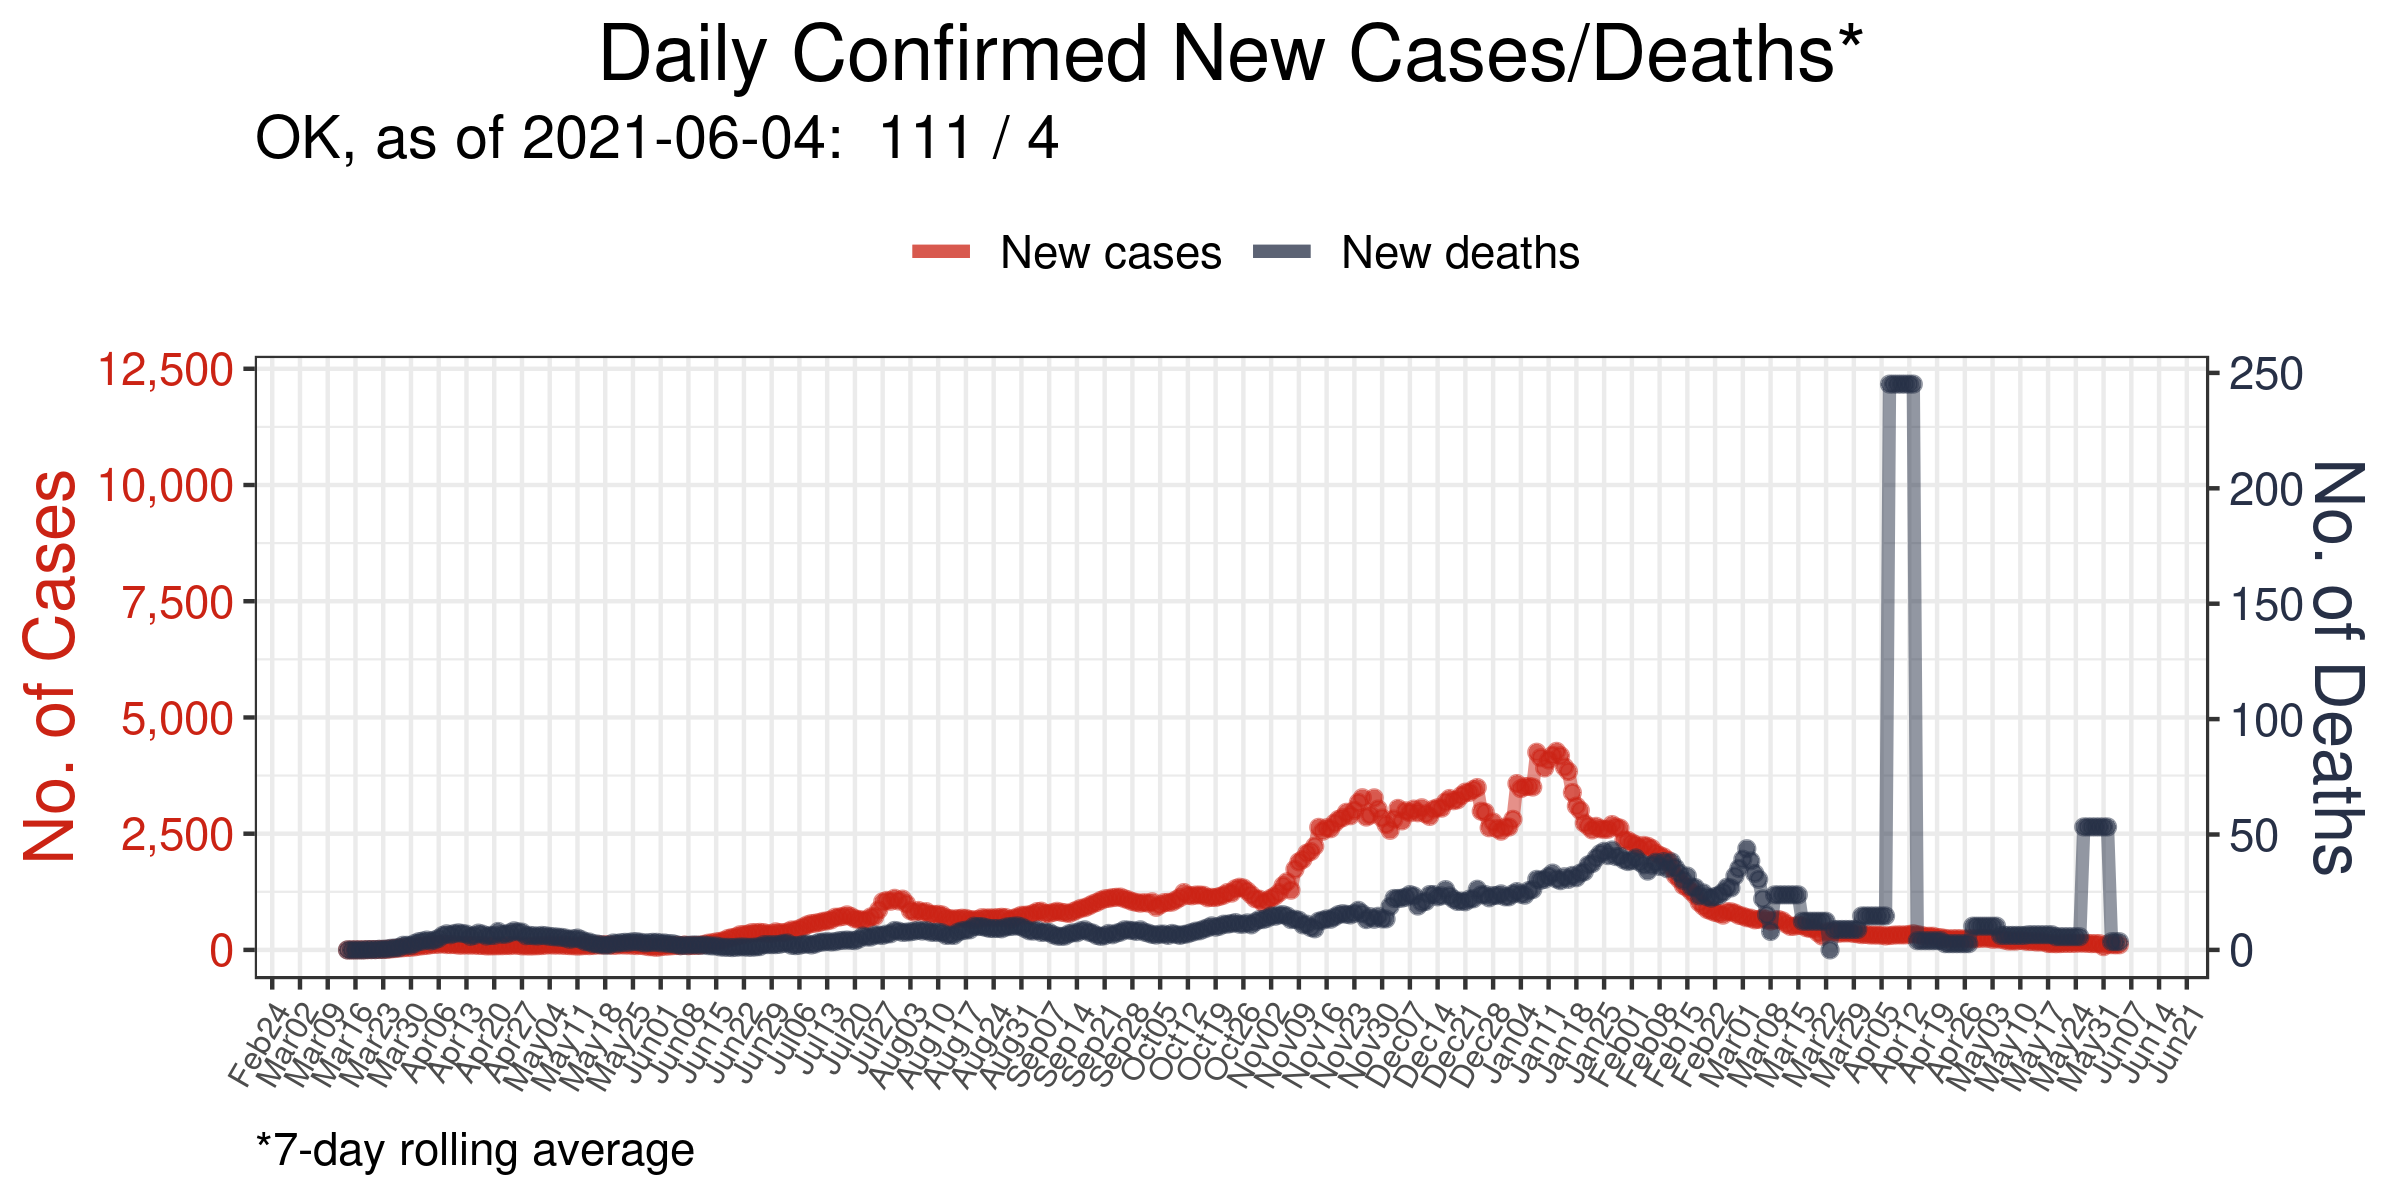 Daily Confirmed New Cases/Deaths*
OK, as of 2021-06-04:  111 / 4
New cases
New deaths
No. of Cases
12,500
10,000
7,500
5,000
2,500
0
250
200
150
100
50
0
No. of Deaths
Feb24
Mar02
Mar09
Mar16
Mar23
Mar30
Apr06
Apr13
Apr20
Apr27
May04
May11
May18
May25
Jun01
Jun08
Jun15
Jun22
Jun29
Jul06
Jul13
Jul20
Jul27
Aug03
Aug10
Aug17
Aug24
Aug31
Sep07
Sep14
Sep21
Sep28
Oct05
Oct12
Oct19
Oct26
Nov02
Nov09
Nov16
Nov23
Nov30
Dec07
Dec14
Dec21
Dec28
Jan04
Jan11
Jan18
Jan25
Feb01
Feb08
Feb15
Feb22
Mar01
Mar08
Mar15
Mar22
Mar29
Apr05
Apr12
Apr19
Apr26
May03
May10
May17
May24
May31
Jun07
Jun14
Jun21
*7-day rolling average